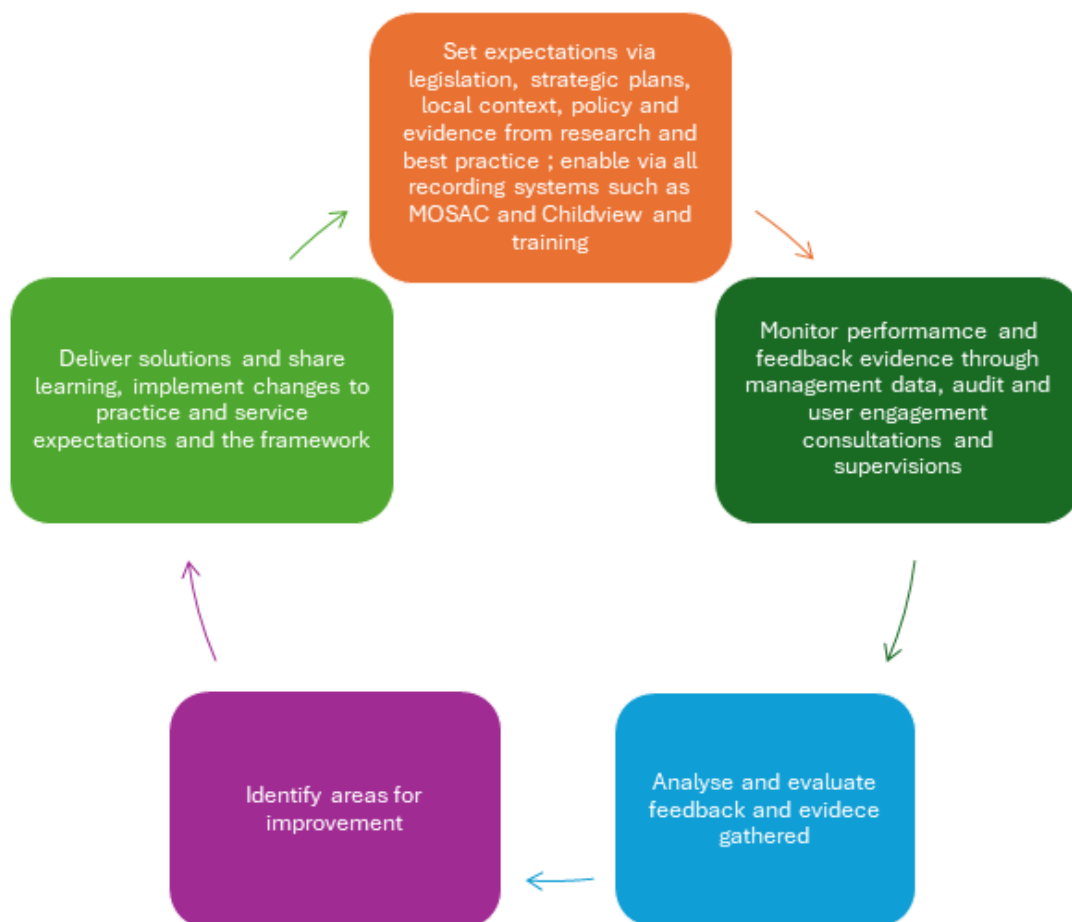 Set expectations via
legislation, strategic plans,
local context, policy and
evidence from research and
best practice ; enable via all
recording systems such as
MOSAC and Childview and
training
Monitor performamce and
feedback evidence through
management data, audit and
user engagement
consultations and
supervisions
Analyse and evaluate
feedback and evidece
gathered
Identify areas for
improvement
Deliver solutions and share
learning, implement changes to
practice and service
expectations and the framework